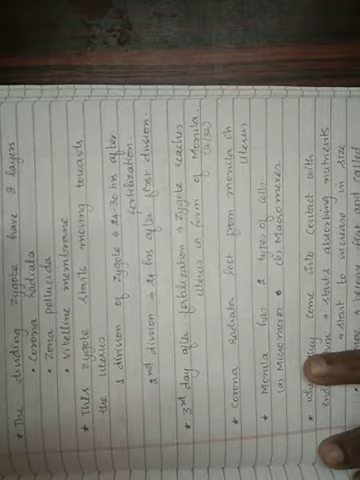 * The dividing zygote have 3 layers
• Corona Radiata
• Zona pellucida
• Vitelline membrane
* This zygote starts moving towards
the uterus
1 division of zygote → 24-30 hrs after
fertilization.
2nd division → 24 hrs after first division.
* 3rd day after fertilization → zygote reaches
Uterus in form of Morula.
(16/32)
* Corona radiata lost from morula in
Uterus
* Morula has 2 types of cells.
(a) Micromeres • (b) Macromeres
come into contact with
starts absorbing nutrients
→ start to increase in size
and called